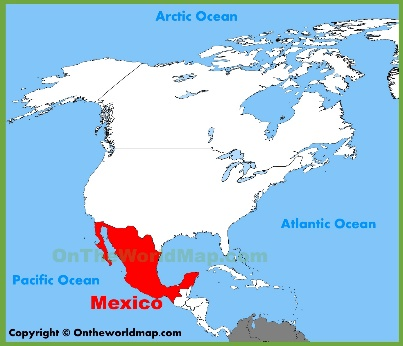 Arctic Ocean
Atlantic Ocean
OnTheWorldMap.com
Pacific Ocean
Mexico
Copyright © Ontheworldmap.com